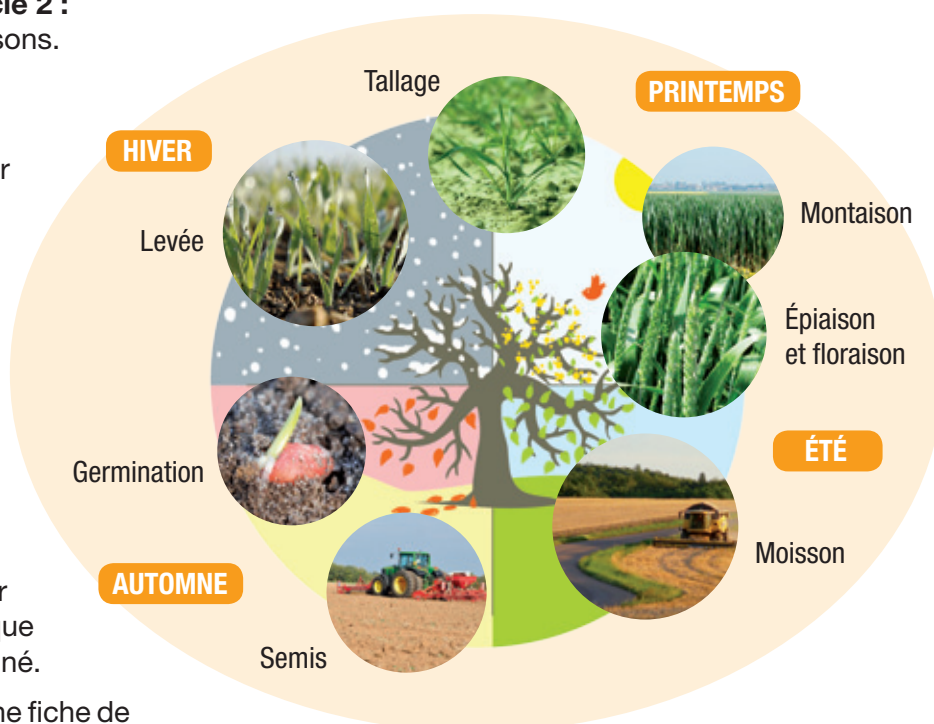 cle 2 :
sons.
Tallage
PRINTEMPS
HIVER
r
Montaison
Levée
Épiaison
et floraison
ÉTÉ
Germination
Moisson
AUTOMNE
r
que
né.
Semis
ne fiche de